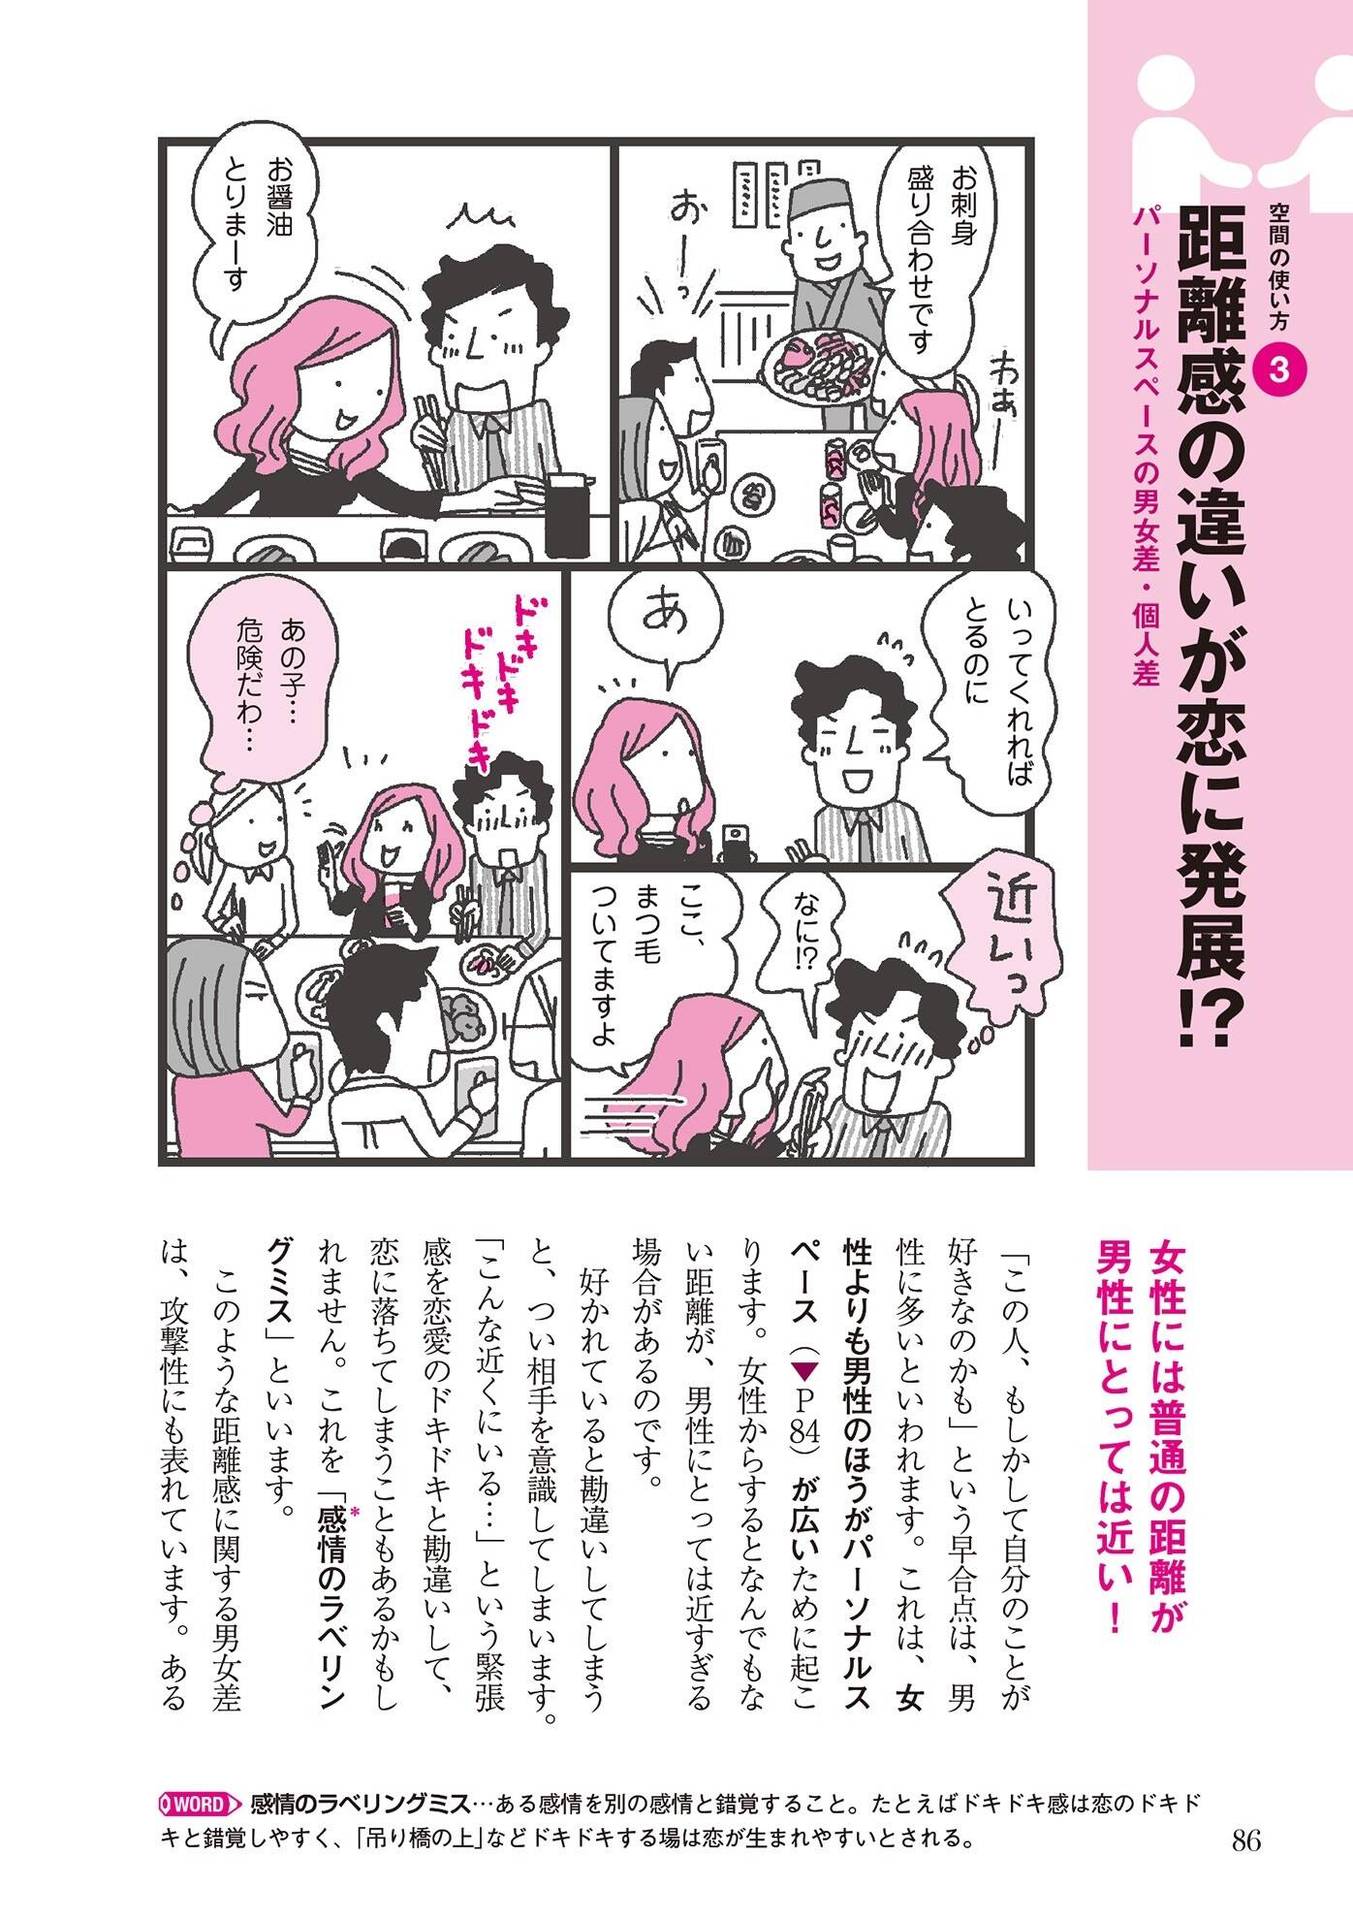 空間の使い方 3
距離感の違いが恋に発展!?
パーソナルスペースの男女差・個人差
お刺身
盛り合わせです
おーっ
わぁー
お醤油
とりまーす
いってくれれば
とるのに
あ
近いっ
なに!?
ここ、
まつ毛
ついてますよ
ドキドキ
ドキドキ
あの子…
危険だわ…
女性には普通の距離が
男性にとっては近い！
「この人、もしかして自分のことが
好きなのかも」という早合点は、男
性に多いといわれます。これは、女
性よりも男性のほうがパーソナルス
ペース（▼P84）が広いために起こ
ります。女性からするとなんでもな
い距離が、男性にとっては近すぎる
場合があるのです。
好かれていると勘違いしてしまう
と、つい相手を意識してしまいます。
「こんな近くにいる…」という緊張
感を恋愛のドキドキと勘違いして、
恋に落ちてしまうこともあるかもし
れません。これを「感情のラベリン
グミス」といいます。
このような距離感に関する男女差
は、攻撃性にも表れています。ある
WORD 感情のラベリングミス…ある感情を別の感情と錯覚すること。たとえばドキドキ感は恋のドキド
キと錯覚しやすく、「吊り橋の上」などドキドキする場は恋が生まれやすいとされる。
86